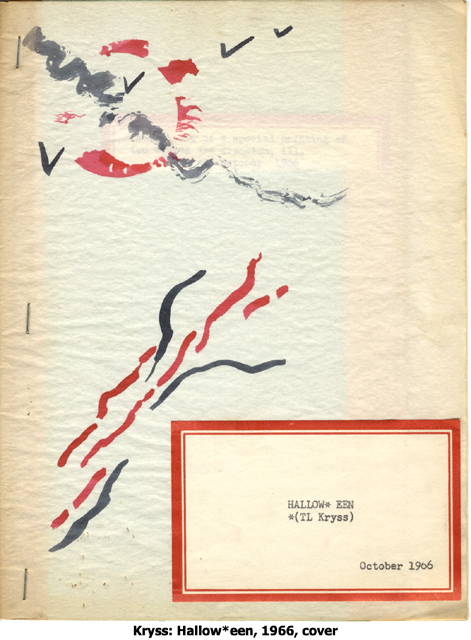 HALLOW* EEN
*(TL Kryss)
October 1966
Kryss: Hallow*een, 1966, cover